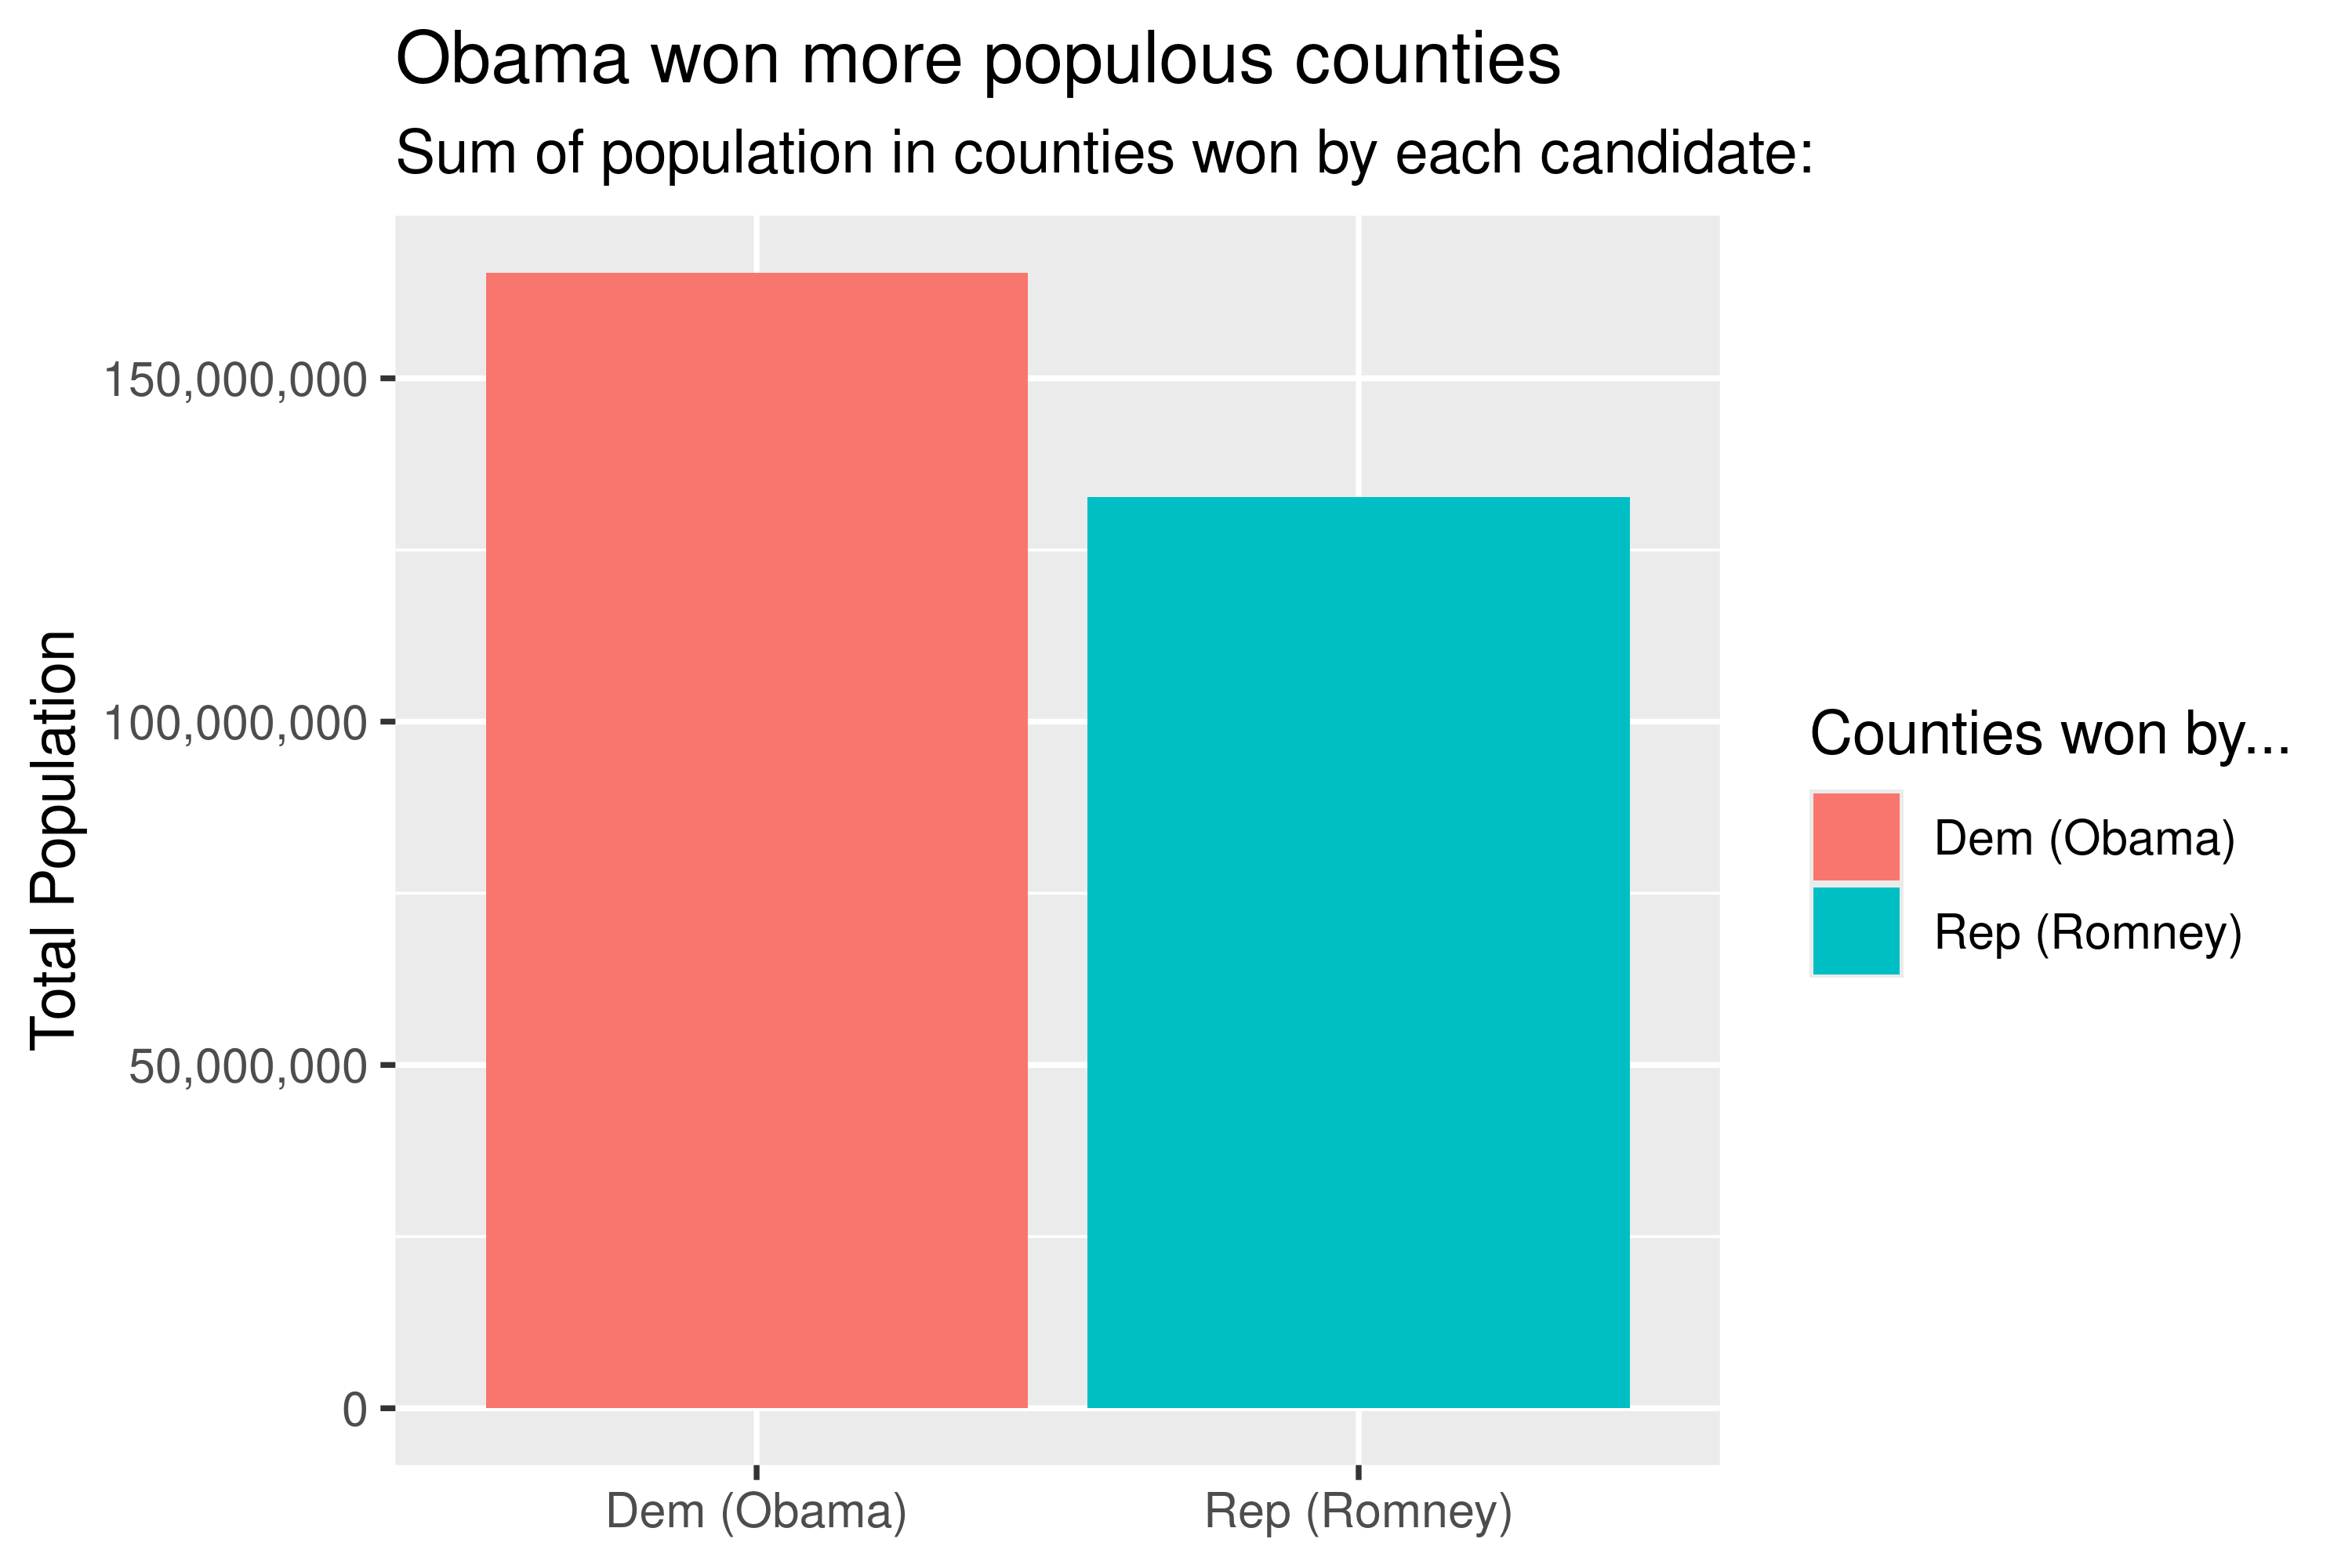 Obama won more populous counties
Sum of population in counties won by each candidate:
Total Population
150,000,000
100,000,000
50,000,000
0
Dem (Obama)
Rep (Romney)
Counties won by...
Dem (Obama)
Rep (Romney)